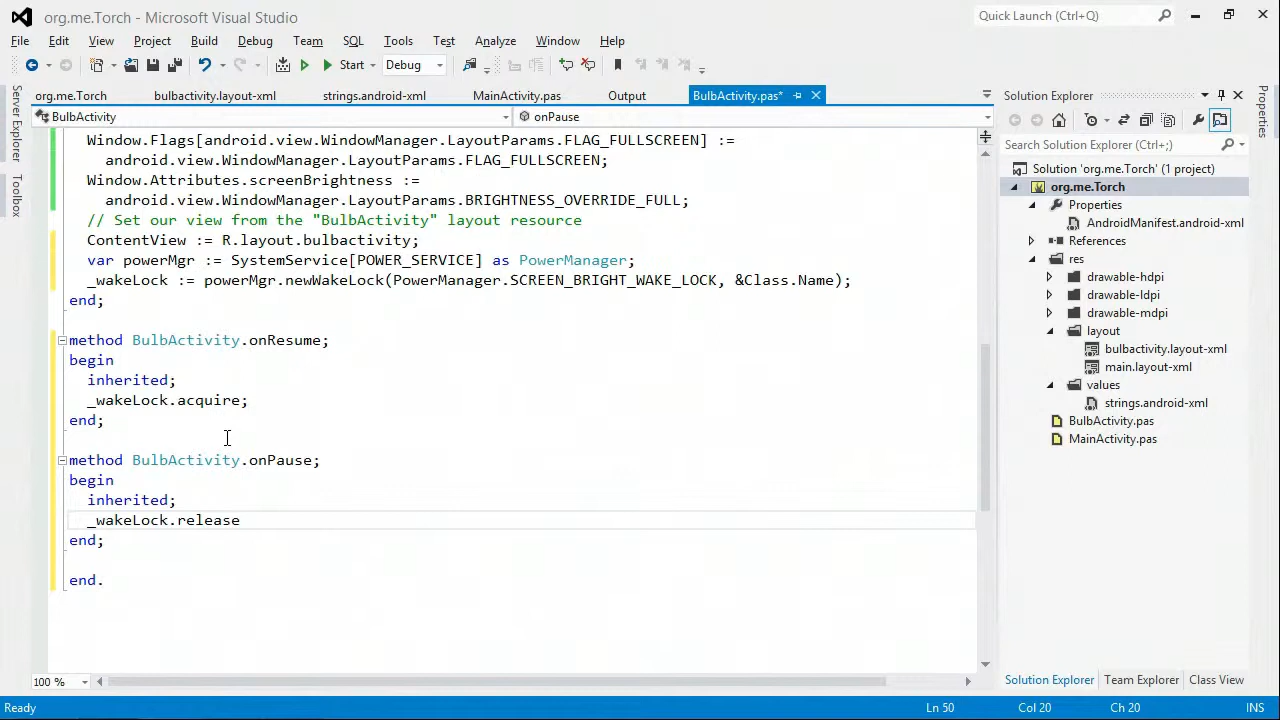 org.me.Torch - Microsoft Visual Studio
Quick Launch (Ctrl+Q)
File Edit View Project Build Debug Team SQL Tools Test Analyze Window Help
Start Debug
org.me.Torch bulbactivity.layout-xml strings.android-xml MainActivity.pas Output BulbActivity.pas*
BulbActivity onPause
Window.Flags[android.view.WindowManager.LayoutParams.FLAG_FULLSCREEN] :=
android.view.WindowManager.LayoutParams.FLAG_FULLSCREEN;
Window.Attributes.screenBrightness :=
android.view.WindowManager.LayoutParams.BRIGHTNESS_OVERRIDE_FULL;
// Set our view from the "BulbActivity" layout resource
ContentView := R.layout.bulbactivity;
var powerMgr := SystemService[POWER_SERVICE] as PowerManager;
_wakeLock := powerMgr.newWakeLock(PowerManager.SCREEN_BRIGHT_WAKE_LOCK, &Class.Name);
end;
method BulbActivity.onResume;
begin
inherited;
_wakeLock.acquire;
end;
method BulbActivity.onPause;
begin
inherited;
_wakeLock.release
end;
end.
100 %
Server Explorer
Toolbox
Solution Explorer
Search Solution Explorer (Ctrl+;)
Solution 'org.me.Torch' (1 project)
org.me.Torch
Properties
AndroidManifest.android-xml
References
res
drawable-hdpi
drawable-ldpi
drawable-mdpi
layout
bulbactivity.layout-xml
main.layout-xml
values
strings.android-xml
BulbActivity.pas
MainActivity.pas
Solution Explorer Team Explorer Class View
Properties
Ready Ln 50 Col 20 Ch 20 INS